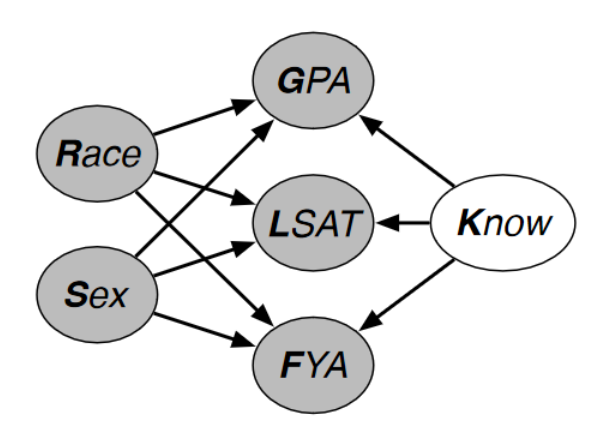 GPA
Race
LSAT
Know
Sex
FYA